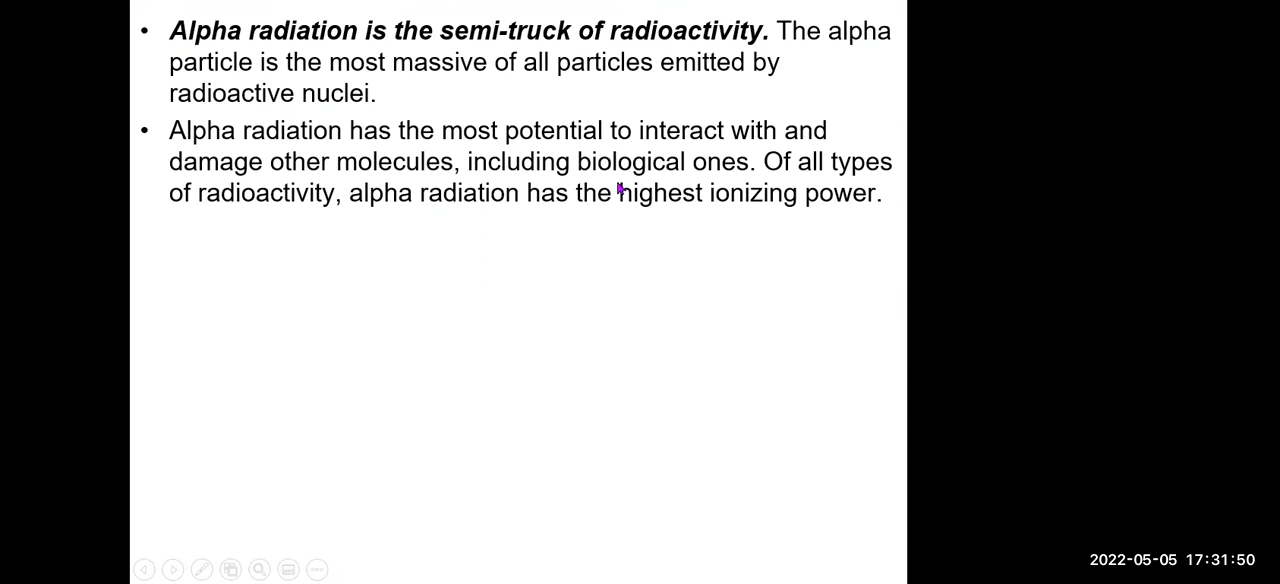 • Alpha radiation is the semi-truck of radioactivity. The alpha
particle is the most massive of all particles emitted by
radioactive nuclei.
• Alpha radiation has the most potential to interact with and
damage other molecules, including biological ones. Of all types
of radioactivity, alpha radiation has the highest ionizing power.
2022-05-05 17:31:50